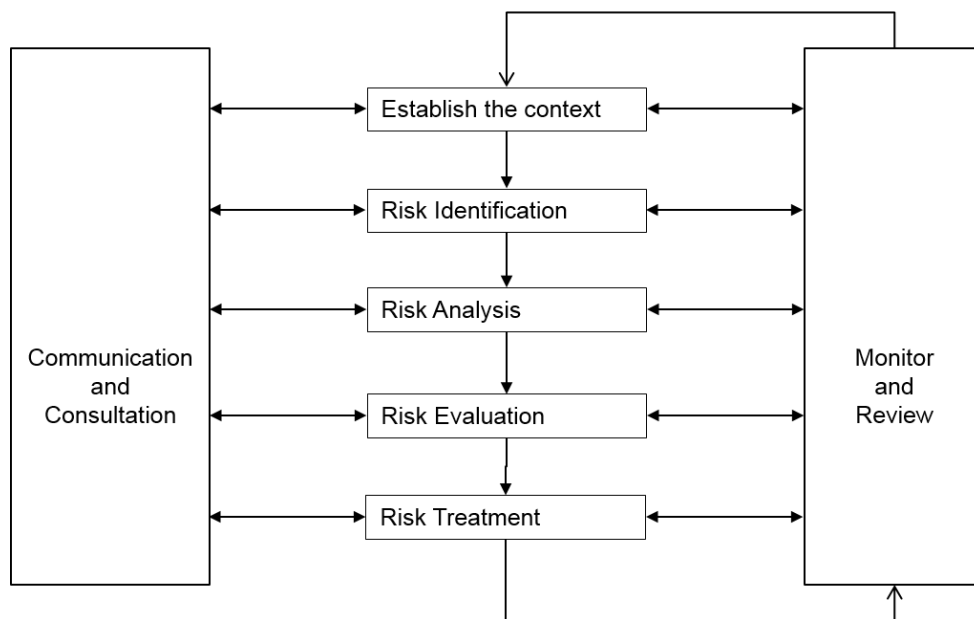 Establish the context
Risk Identification
Risk Analysis
Communication
and
Consultation
Monitor
and
Review
Risk Evaluation
Risk Treatment